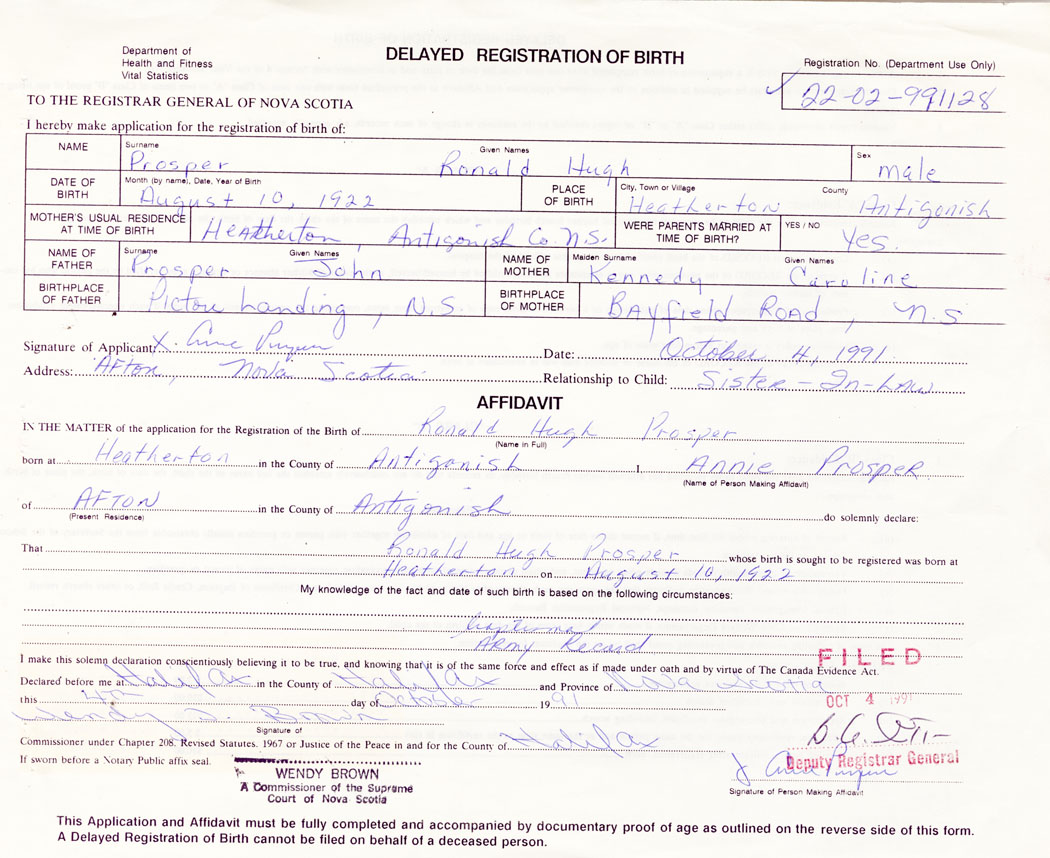 Department of
Health and Fitness
Vital Statistics
DELAYED REGISTRATION OF BIRTH
Registration No. (Department Use Only)
22-02-991128
TO THE REGISTRAR GENERAL OF NOVA SCOTIA
I hereby make application for the registration of birth of:
NAME Surname Prosper Given Names Ronald Hugh Sex male
DATE OF BIRTH Month (by name), Date, Year of Birth August 10, 1922 PLACE OF BIRTH City, Town or Village Heatherton County Antigonish
MOTHER'S USUAL RESIDENCE AT TIME OF BIRTH Heatherton, Antigonish Co. N.S. WERE PARENTS MARRIED AT TIME OF BIRTH? YES / NO Yes.
NAME OF FATHER Surname Prosper Given Names John NAME OF MOTHER Maiden Surname Kennedy Given Names Caroline
BIRTHPLACE OF FATHER Pictou Landing, N.S. BIRTHPLACE OF MOTHER Bayfield Road, N.S
Signature of Applicant X. Date: October 4, 1991.
Address: Afton, Nova Scotia Relationship to Child: Sister-In-Law
AFFIDAVIT
IN THE MATTER of the application for the Registration of the Birth of Ronald Hugh Prosper
(Name in Full)
born at Heatherton in the County of Antigonish I, Annie Prosper
(Name of Person Making Affidavit)
of AFTON in the County of Antigonish do solemnly declare:
(Present Residence)
That Ronald Hugh Prosper whose birth is sought to be registered was born at
Heatherton on August 10, 1922
My knowledge of the fact and date of such birth is based on the following circumstances:
baptismal
ARMY Record
I make this solemn declaration conscientiously believing it to be true, and knowing that it is of the same force and effect as if made under oath and by virtue of The Canada Evidence Act.
FILED
Declared before me at Halifax in the County of Halifax and Province of Nova Scotia
this 4th day of October 1991
OCT 4 1991
Wendy J. Brown
Signature of
Commissioner under Chapter 208, Revised Statutes, 1967 or Justice of the Peace in and for the County of Halifax
Deputy Registrar General
If sworn before a Notary Public affix seal.
WENDY BROWN
A Commissioner of the Supreme
Court of Nova Scotia
Signature of Person Making Affidavit
This Application and Affidavit must be fully completed and accompanied by documentary proof of age as outlined on the reverse side of this form.
A Delayed Registration of Birth cannot be filed on behalf of a deceased person.